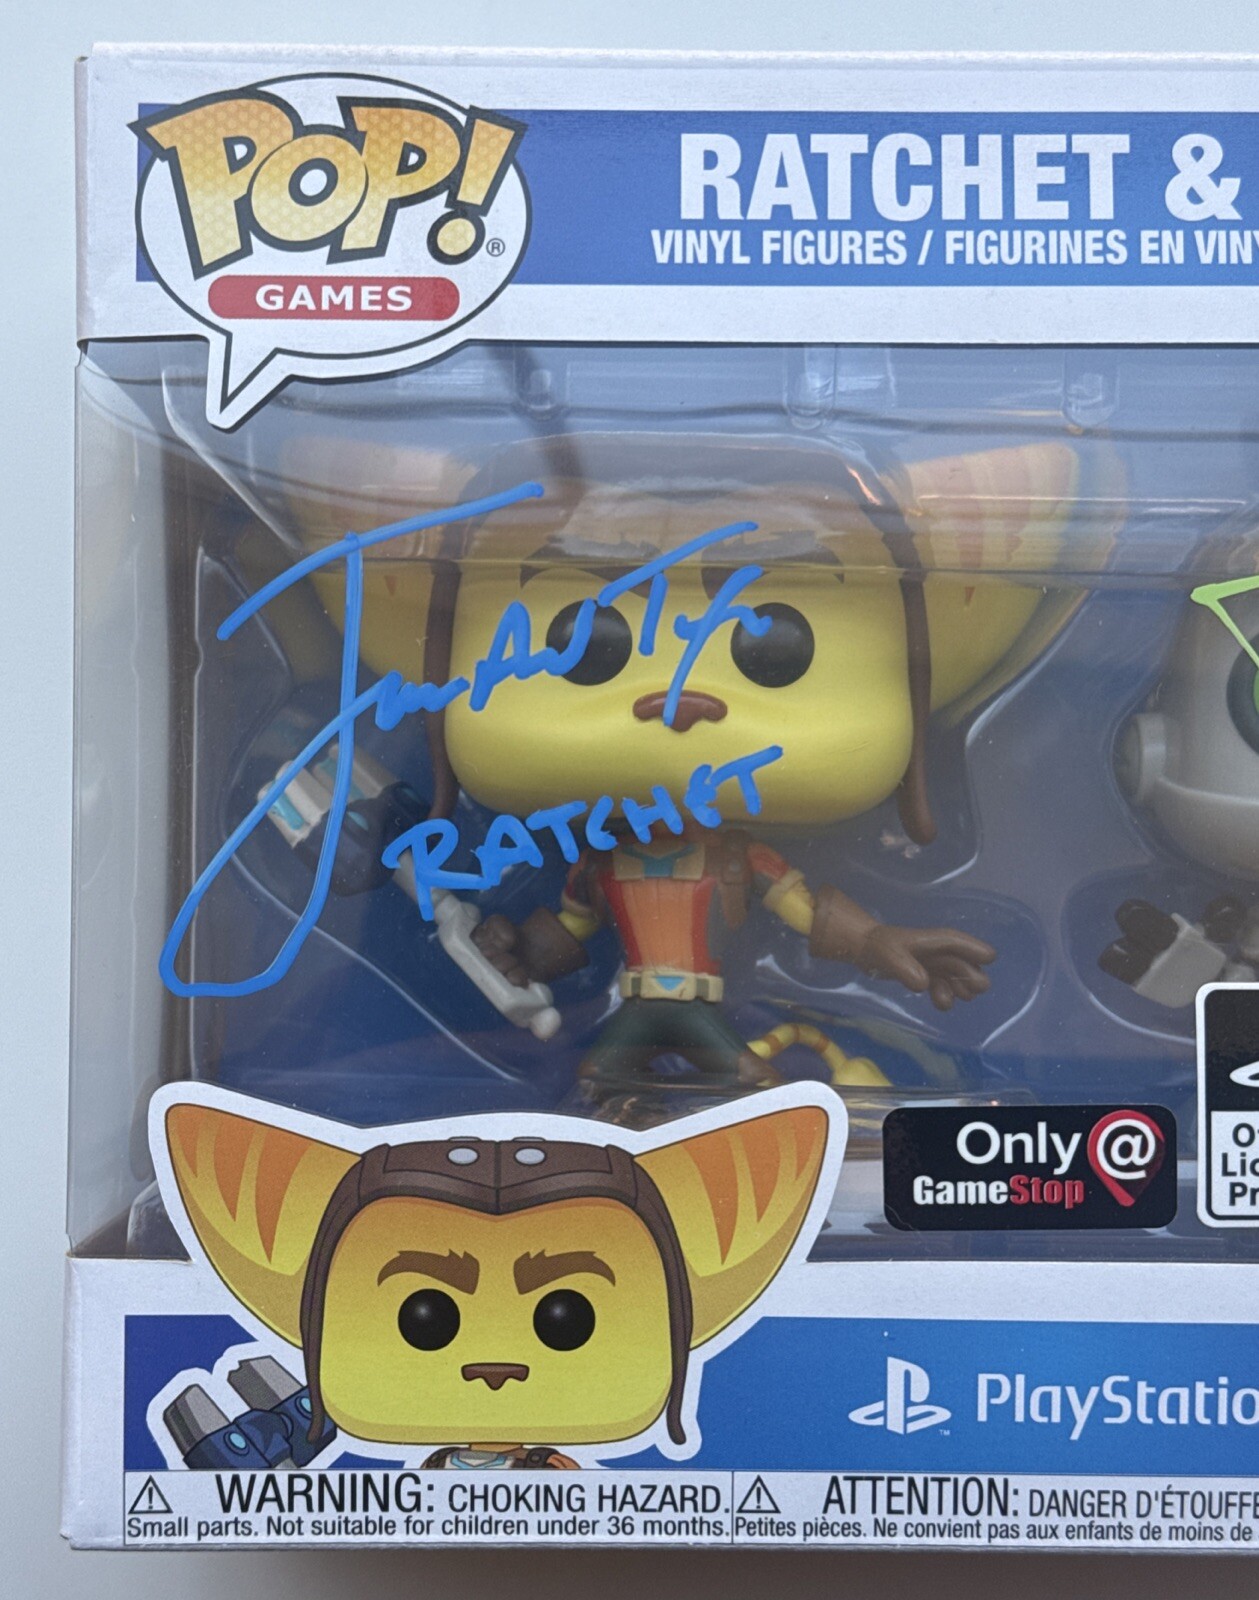 POP!®
GAMES
RATCHET &
VINYL FIGURES / FIGURINES EN VINY
RATCHET
Only @
GameStop
PlayStatio
WARNING: CHOKING HAZARD.
Small parts. Not suitable for children under 36 months.
ATTENTION: DANGER D'ÉTOUFFE
Petites pièces. Ne convient pas aux enfants de moins de